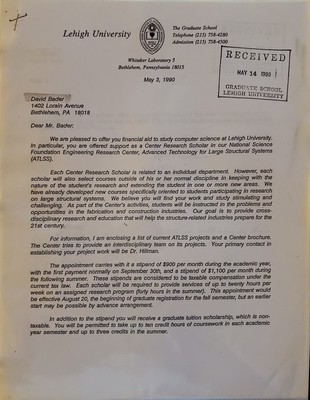 Lehigh University
The Graduate School
Telephone (215) 758-4280
Admission (215) 758-4500
Whitaker Laboratory 5
Bethlehem, Pennsylvania 18015
RECEIVED
MAY 14 1990
GRADUATE SCHOOL
LEHIGH UNIVERSITY
May 3, 1990
David Bader
1402 Lorain Avenue
Bethlehem, PA 18018
Dear Mr. Bader:
We are pleased to offer you financial aid to study computer science at Lehigh University.
In particular, you are offered support as a Center Research Scholar in our National Science
Foundation Engineering Research Center, Advanced Technology for Large Structural Systems
(ATLSS).
Each Center Research Scholar is related to an individual department. However, each
scholar will also select courses outside of his or her normal discipline in keeping with the
nature of the student's research and extending the student in one or more new areas. We
have already developed new courses specifically oriented to students participating in research
on large structural systems. We believe you will find your work and study stimulating and
challenging. As part of the Center's activities, students will be instructed in the problems and
opportunities in the fabrication and construction industries. Our goal is to provide cross-
disciplinary research and education that will help the structure-related industries prepare for the
21st century.
For information, I am enclosing a list of current ATLSS projects and a Center brochure.
The Center tries to provide an interdisciplinary team on its projects. Your primary contact in
establishing your project work will be Dr. Hillman.
The appointment carries with it a stipend of $900 per month during the academic year,
with the first payment normally on September 30th, and a stipend of $1,100 per month during
the following summer. These stipends are considered to be taxable compensation under the
current tax law. Each scholar will be required to provide services of up to twenty hours per
week on an assigned research program (forty hours in the summer). This appointment would
be effective August 20, the beginning of graduate registration for the fall semester, but an earlier
start may be possible by advance arrangement.
In addition to the stipend you will receive a graduate tuition scholarship, which is non-
taxable. You will be permitted to take up to ten credit hours of coursework in each academic
year semester and up to three credits in the summer.